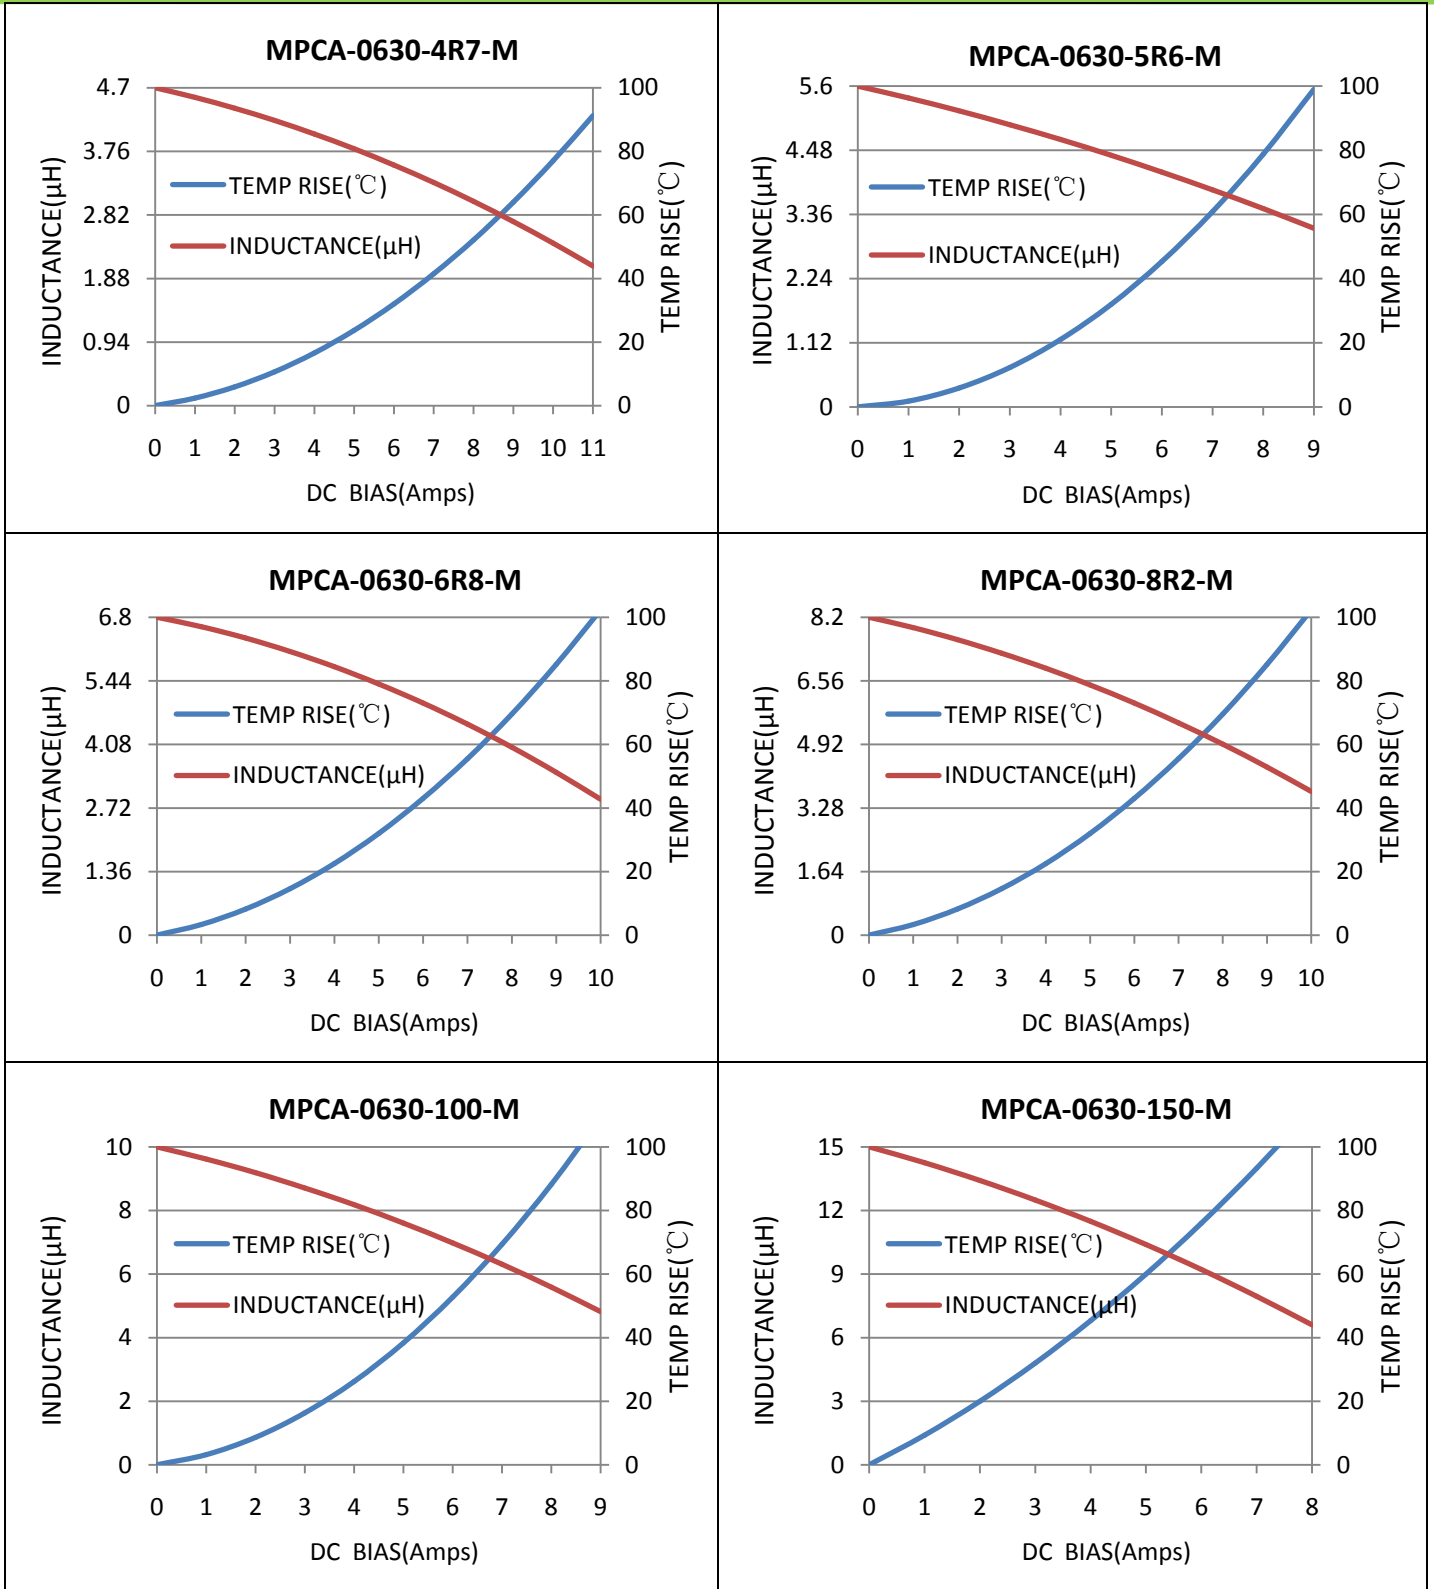 MPCA-0630-4R7-M
4.7
3.76
2.82
1.88
0.94
0
100
80
60
40
20
0
INDUCTANCE(μH)
TEMP RISE(℃)
TEMP RISE(℃)
INDUCTANCE(μH)
0 1 2 3 4 5 6 7 8 9 10 11
DC BIAS(Amps)
MPCA-0630-5R6-M
5.6
4.48
3.36
2.24
1.12
0
100
80
60
40
20
0
INDUCTANCE(μH)
TEMP RISE(℃)
TEMP RISE(℃)
INDUCTANCE(μH)
0 1 2 3 4 5 6 7 8 9
DC BIAS(Amps)
MPCA-0630-6R8-M
6.8
5.44
4.08
2.72
1.36
0
100
80
60
40
20
0
INDUCTANCE(μH)
TEMP RISE(℃)
TEMP RISE(℃)
INDUCTANCE(μH)
0 1 2 3 4 5 6 7 8 9 10
DC BIAS(Amps)
MPCA-0630-8R2-M
8.2
6.56
4.92
3.28
1.64
0
100
80
60
40
20
0
INDUCTANCE(μH)
TEMP RISE(℃)
TEMP RISE(℃)
INDUCTANCE(μH)
0 1 2 3 4 5 6 7 8 9 10
DC BIAS(Amps)
MPCA-0630-100-M
10
8
6
4
2
0
100
80
60
40
20
0
INDUCTANCE(μH)
TEMP RISE(℃)
TEMP RISE(℃)
INDUCTANCE(μH)
0 1 2 3 4 5 6 7 8 9
DC BIAS(Amps)
MPCA-0630-150-M
15
12
9
6
3
0
100
80
60
40
20
0
INDUCTANCE(μH)
TEMP RISE(℃)
TEMP RISE(℃)
INDUCTANCE(μH)
0 1 2 3 4 5 6 7 8
DC BIAS(Amps)